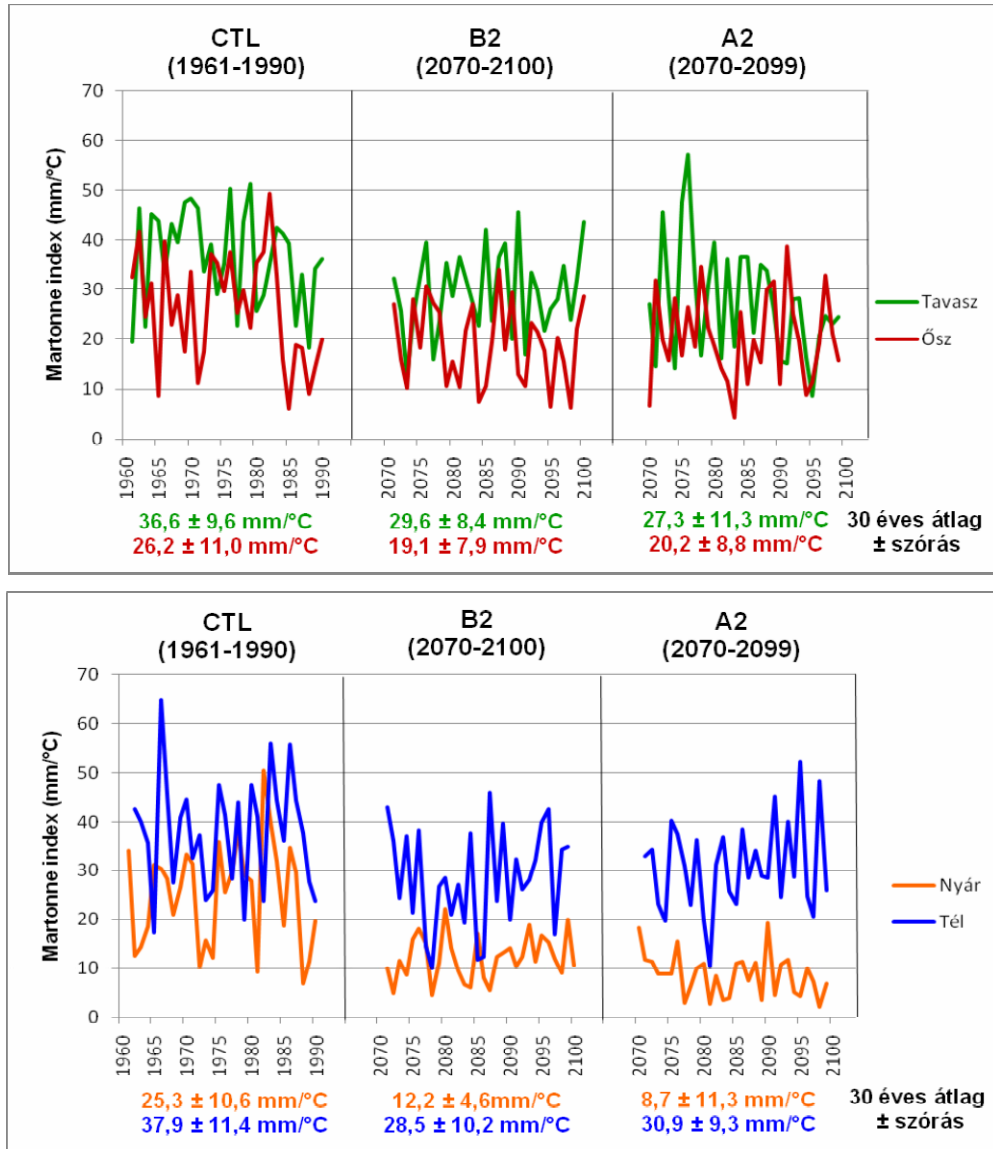 CTL B2 A2
(1961-1990) (2070-2100) (2070-2099)
Martonne index (mm/°C)
70
60
50
40
30
20
10
0
Tavasz
Ősz
1960 1965 1970 1975 1980 1985 1990 2070 2075 2080 2085 2090 2095 2100 2070 2075 2080 2085 2090 2095 2100
36,6 ± 9,6 mm/°C 29,6 ± 8,4 mm/°C 27,3 ± 11,3 mm/°C 30 éves átlag
26,2 ± 11,0 mm/°C 19,1 ± 7,9 mm/°C 20,2 ± 8,8 mm/°C ± szórás
CTL B2 A2
(1961-1990) (2070-2100) (2070-2099)
Martonne index (mm/°C)
70
60
50
40
30
20
10
0
Nyár
Tél
1960 1965 1970 1975 1980 1985 1990 2070 2075 2080 2085 2090 2095 2100 2070 2075 2080 2085 2090 2095 2100
25,3 ± 10,6 mm/°C 12,2 ± 4,6mm/°C 8,7 ± 11,3 mm/°C 30 éves átlag
37,9 ± 11,4 mm/°C 28,5 ± 10,2 mm/°C 30,9 ± 9,3 mm/°C ± szórás